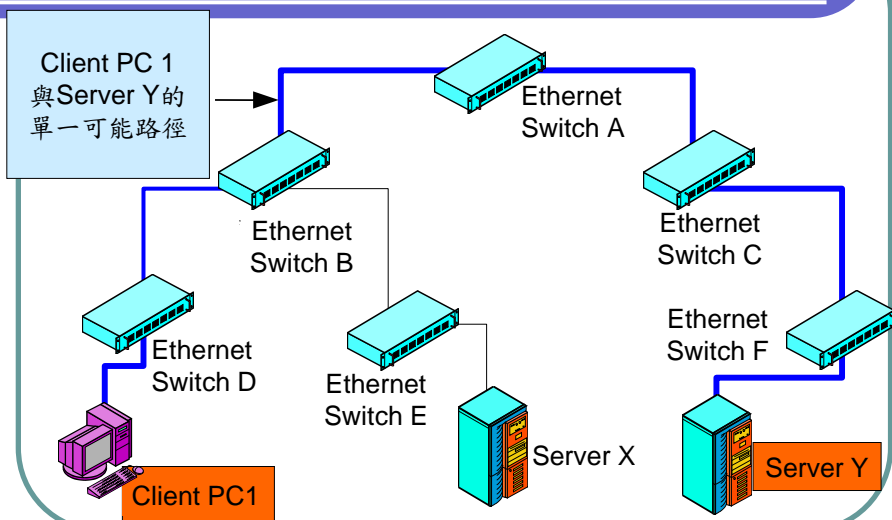 Client PC 1
與Server Y的
單一可能路徑
Ethernet
Switch A
Ethernet
Switch B
Ethernet
Switch C
Ethernet
Switch D
Ethernet
Switch E
Ethernet
Switch F
Client PC1
Server X
Server Y